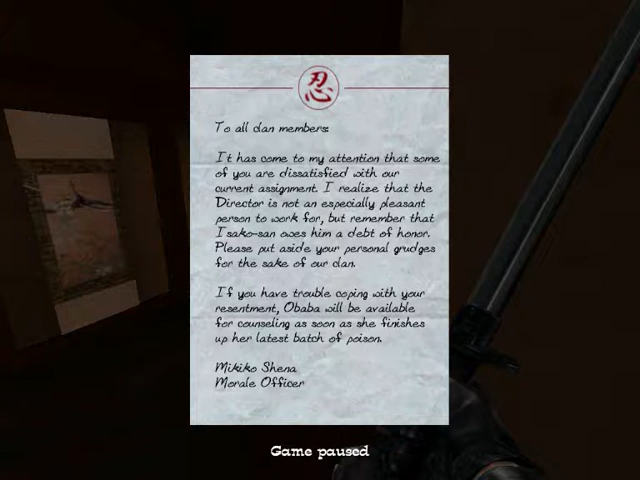 忍
To all clan members:
It has come to my attention that some
of you are dissatisfied with our
current assignment. I realize that the
Director is not an especially pleasant
person to work for, but remember that
Isako-san owes him a debt of honor.
Please put aside your personal grudges
for the sake of our clan.
If you have trouble coping with your
resentment, Obaba will be available
for counseling as soon as she finishes
up her latest batch of poison.
Mikiko Shena
Morale Officer
Game paused